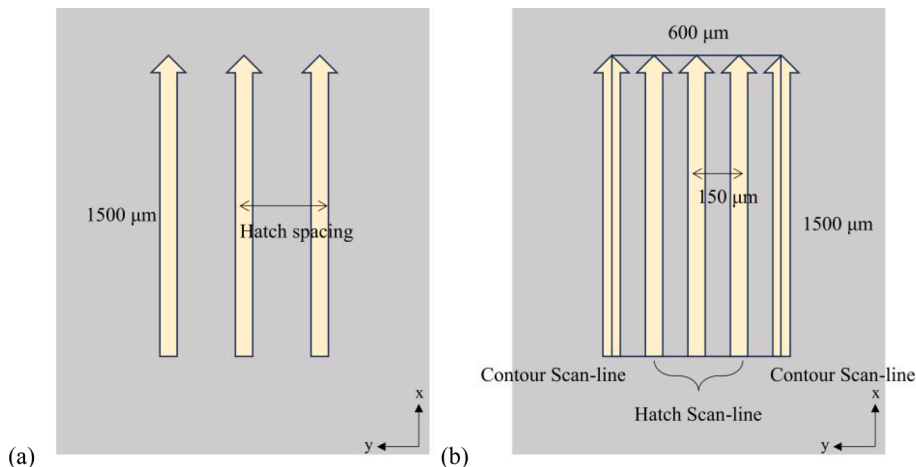 1500 μm
Hatch spacing
x
y
(a)
600 μm
150 μm
1500 μm
Contour Scan-line
Contour Scan-line
Hatch Scan-line
x
y
(b)